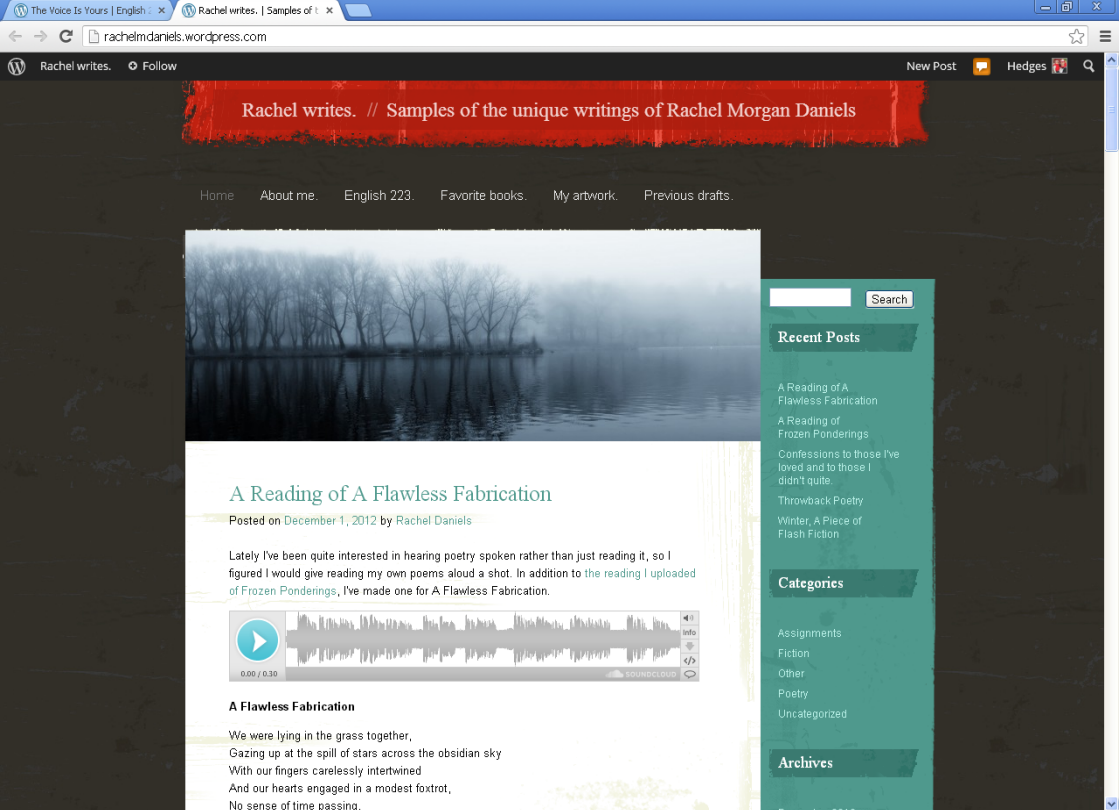 The Voice Is Yours | English
Rachel writes. | Samples of
rachelmdaniels.wordpress.com
Rachel writes.
Follow
New Post
Hedges
Rachel writes. // Samples of the unique writings of Rachel Morgan Daniels
Home
About me.
English 223.
Favorite books.
My artwork.
Previous drafts.
Search
Recent Posts
A Reading of A
Flawless Fabrication
A Reading of
Frozen Ponderings
Confessions to those I've
loved and to those I
didn't quite.
Throwback Poetry
Winter, A Piece of
Flash Fiction
Categories
Assignments
Fiction
Other
Poetry
Uncategorized
Archives
A Reading of A Flawless Fabrication
Posted on December 1, 2012 by Rachel Daniels
Lately I've been quite interested in hearing poetry spoken rather than just reading it, so I
figured I would give reading my own poems aloud a shot. In addition to the reading I uploaded
of Frozen Ponderings, I've made one for A Flawless Fabrication.
info
0.00 / 0.30
SOUNDCLOUD
A Flawless Fabrication
We were lying in the grass together,
Gazing up at the spill of stars across the obsidian sky
With our fingers carelessly intertwined
And our hearts engaged in a modest foxtrot,
No sense of time passing.